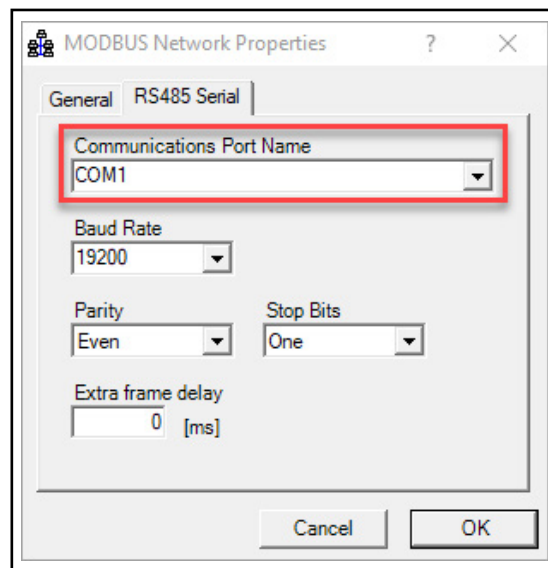 MODBUS Network Properties ?
General RS485 Serial
Communications Port Name
COM1
Baud Rate
19200
Parity Stop Bits
Even One
Extra frame delay
0 [ms]
Cancel OK